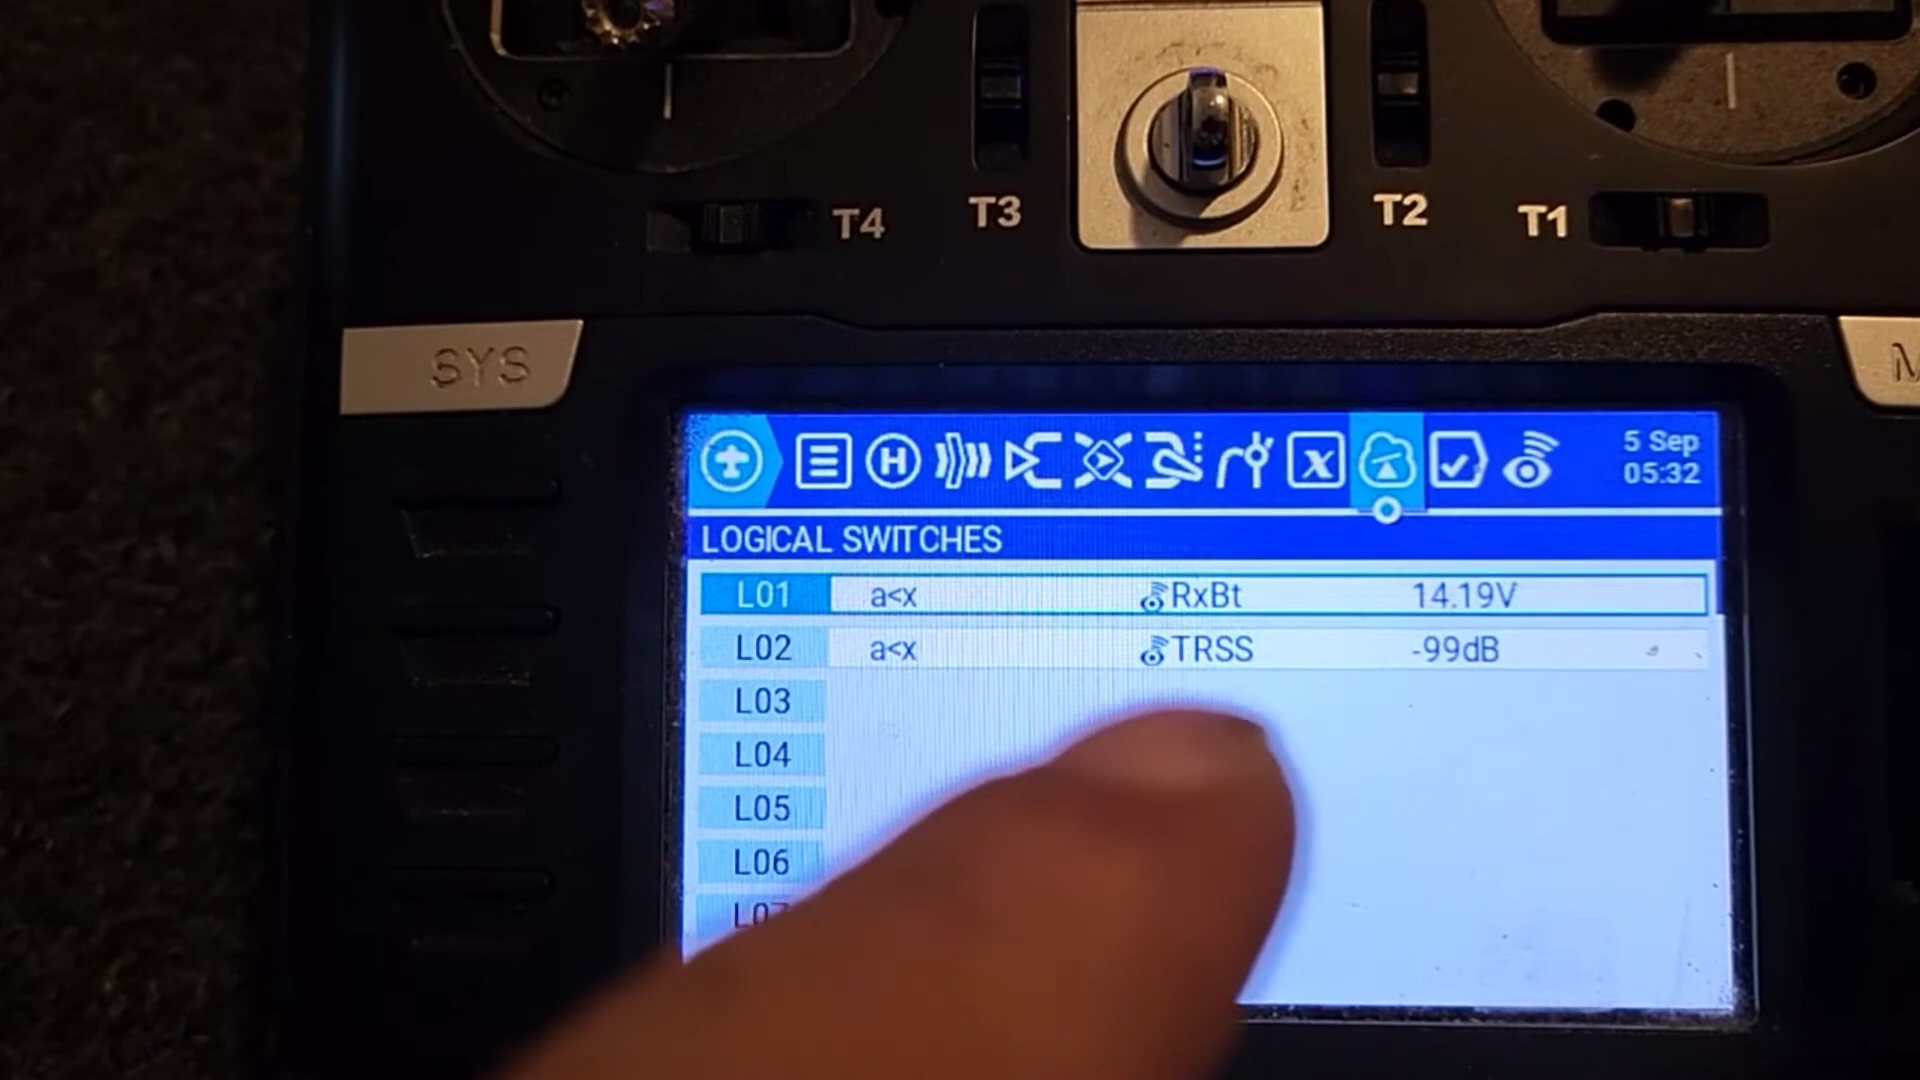 T4
T3
T2
T1
SYS
5 Sep
05:32
LOGICAL SWITCHES
L01 a<x RxBt 14.19V
L02 a<x TRSS -99dB
L03
L04
L05
L06
L07